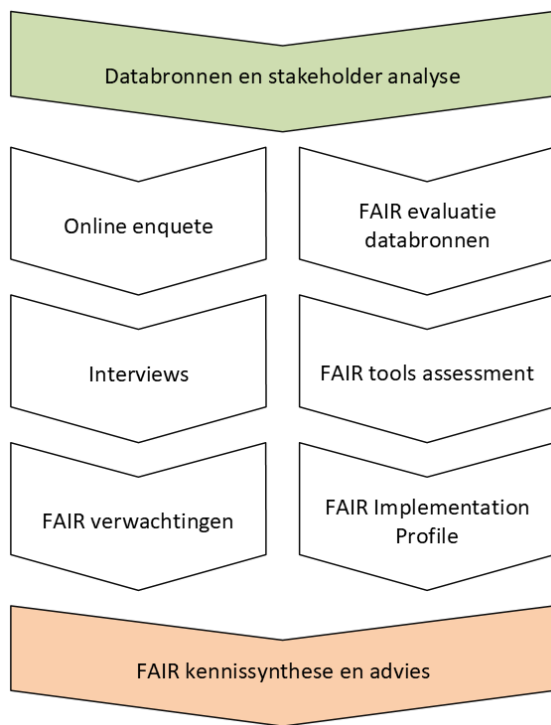 Databronnen en stakeholder analyse
Online enquete
FAIR evaluatie
databronnen
Interviews
FAIR tools assessment
FAIR verwachtingen
FAIR Implementation
Profile
FAIR kennissynthese en advies